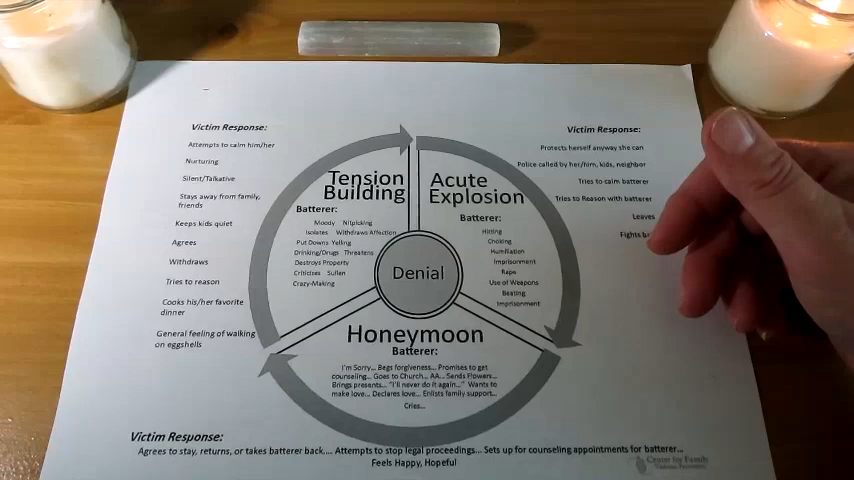 Victim Response:
Attempts to calm him/her
Nurturing
Silent/Talkative
Stays away from family,
friends
Keeps kids quiet
Agrees
Withdraws
Tries to reason
Cooks his/her favorite
dinner
General feeling of walking
on eggshells
Tension
Building
Batterer:
Moody Nitpicking
Isolates Withdraws Affection
Put Downs Yelling
Drinking/Drugs Threatens
Destroys Property
Criticizes Sullen
Crazy-Making
Acute
Explosion
Batterer:
Hitting
Choking
Humiliation
Imprisonment
Rape
Use of Weapons
Beating
Imprisonment
Victim Response:
Protects herself anyway she can
Police called by her/him, kids, neighbor
Tries to calm batterer
Tries to Reason with batterer
Leaves
Fights
Denial
Honeymoon
Batterer:
I'm Sorry... Begs forgiveness... Promises to get
counseling... Goes to Church... AA... Sends Flowers...
Brings presents... "I'll never do it again..." Wants to
make love... Declares love... Enlists family support...
Cries...
Victim Response:
Agrees to stay, returns, or takes batterer back.... Attempts to stop legal proceedings... Sets up for counseling appointments for batterer...
Feels Happy, Hopeful
Center for Family